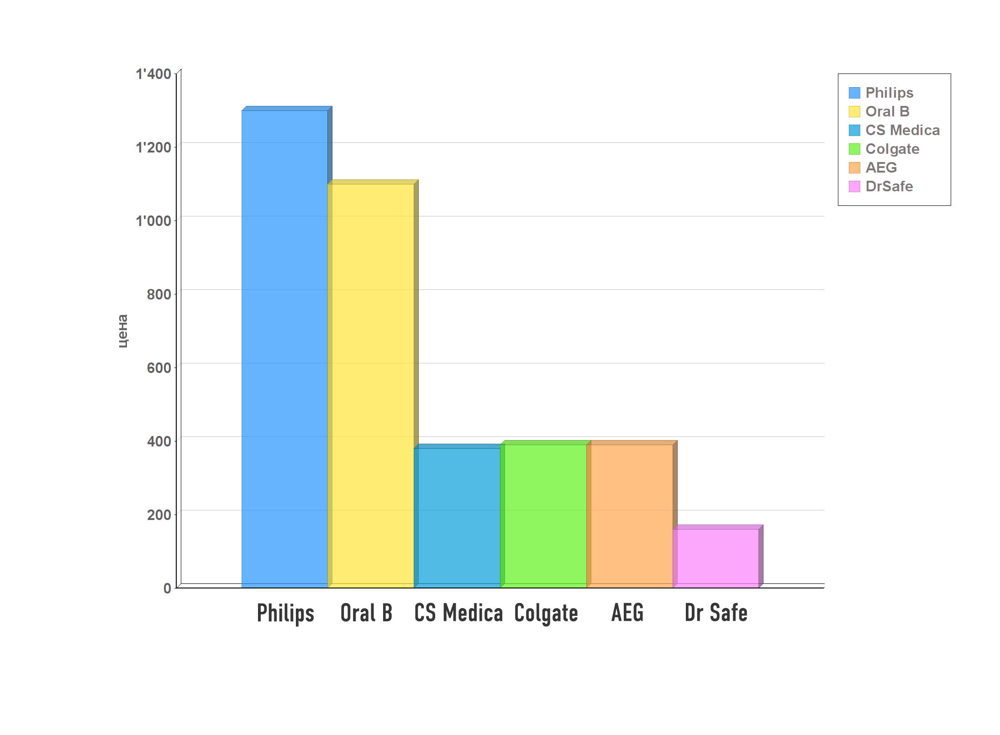 1'400
1'200
1'000
800
600
400
200
0
цена
Philips
Oral B
CS Medica
Colgate
AEG
Dr Safe
Philips
Oral B
CS Medica
Colgate
AEG
DrSafe